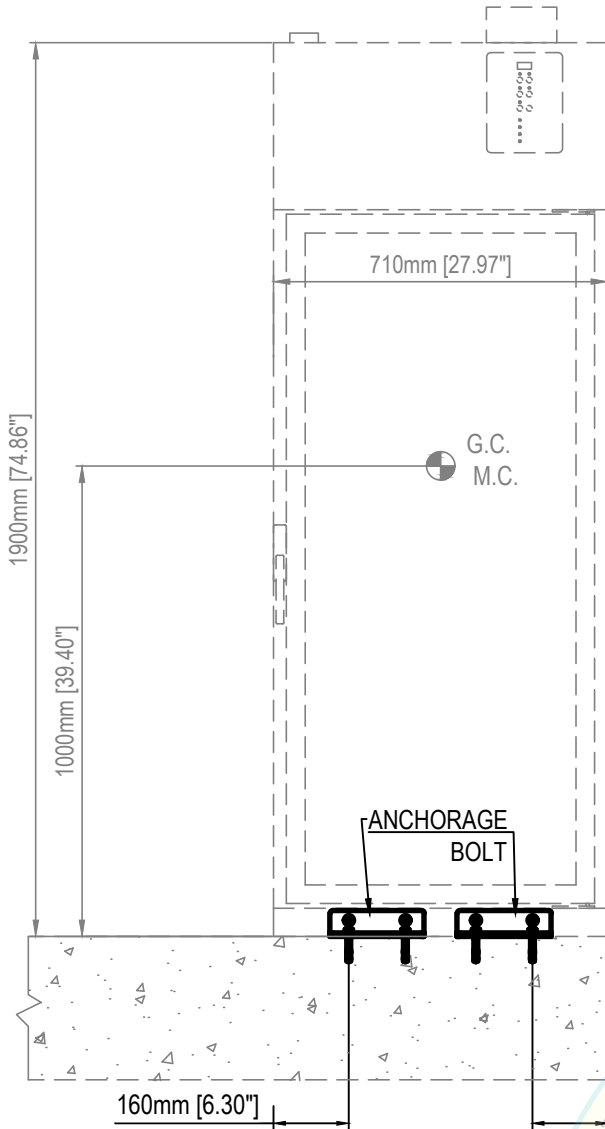 710mm [27.97"]
G.C.
M.C.
1900mm [74.86"]
1000mm [39.40"]
ANCHORAGE
BOLT
160mm [6.30"]